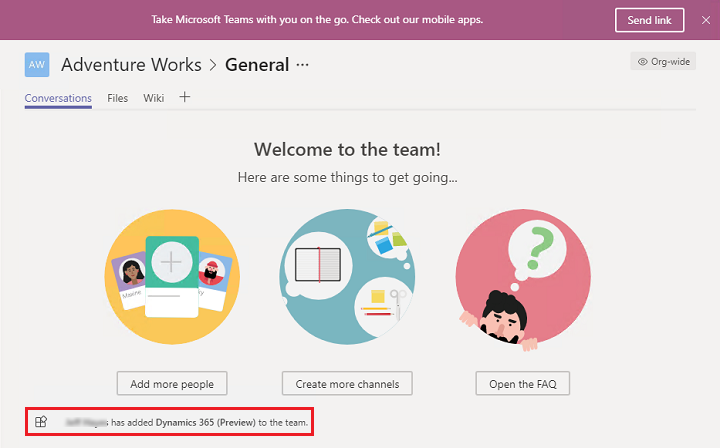 Take Microsoft Teams with you on the go. Check out our mobile apps.
Send link
AW
Adventure Works > General ...
Org-wide
Conversations Files Wiki +
Welcome to the team!
Here are some things to get going...
Maxine
Add more people
Create more channels
Open the FAQ
has added Dynamics 365 (Preview) to the team.